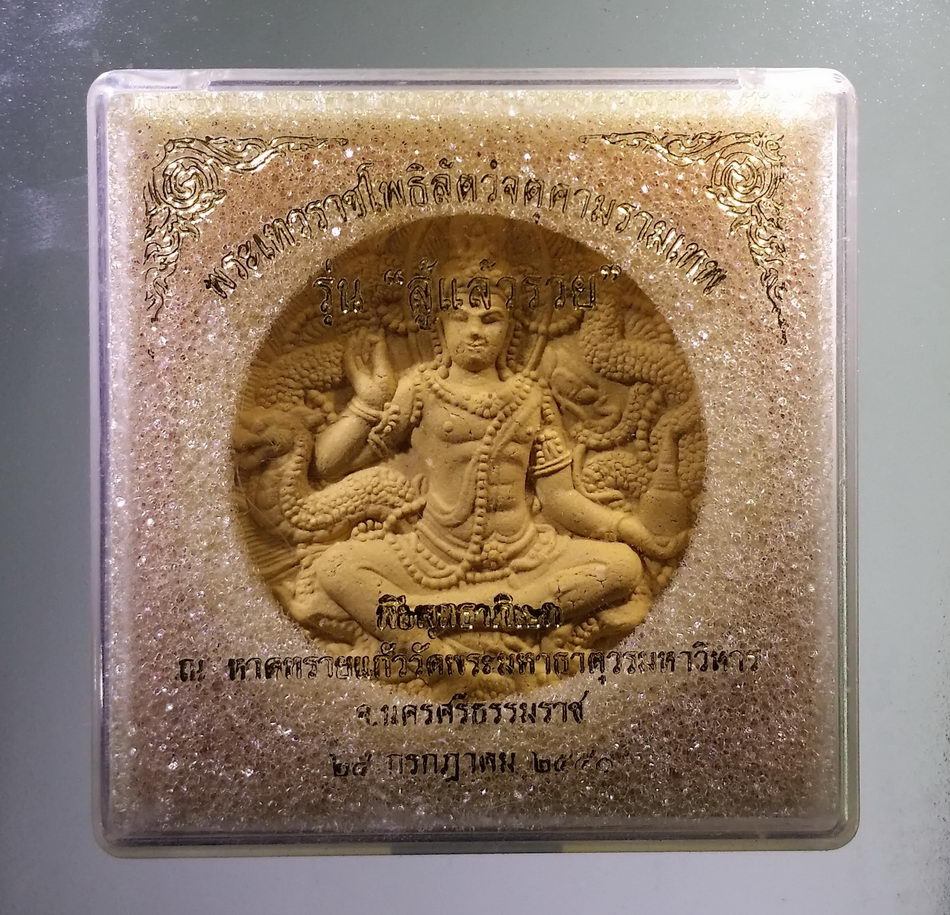 พระเทวราชโพธิสัตว์จตุคามรามเทพ
รุ่น “สู้แล้วรวย”
พิธีพุทธาภิเษก
ณ หาดทรายแก้ววัดพระมหาธาตุวรมหาวิหาร
จ.นครศรีธรรมราช
กรกฎาคม ๒๕๕๐